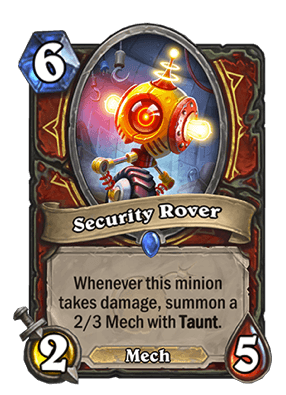 6
Security Rover
Whenever this minion
takes damage, summon a
2/3 Mech with Taunt.
2
Mech
5